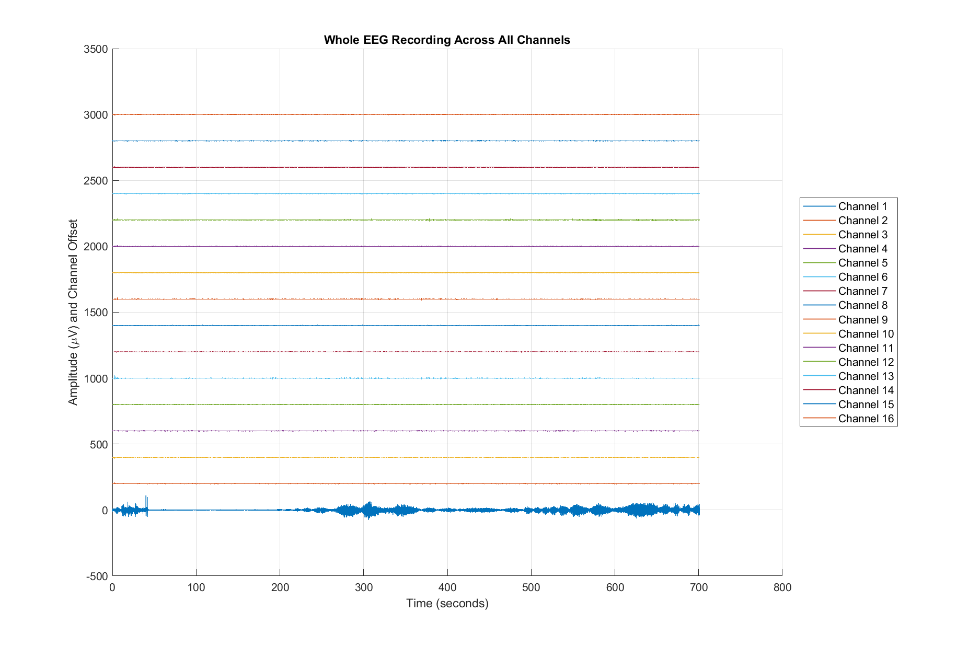 Whole EEG Recording Across All Channels
3500
3000
2500
2000
1500
1000
500
0
-500
Amplitude (μV) and Channel Offset
0 100 200 300 400 500 600 700 800
Time (seconds)
Channel 1
Channel 2
Channel 3
Channel 4
Channel 5
Channel 6
Channel 7
Channel 8
Channel 9
Channel 10
Channel 11
Channel 12
Channel 13
Channel 14
Channel 15
Channel 16